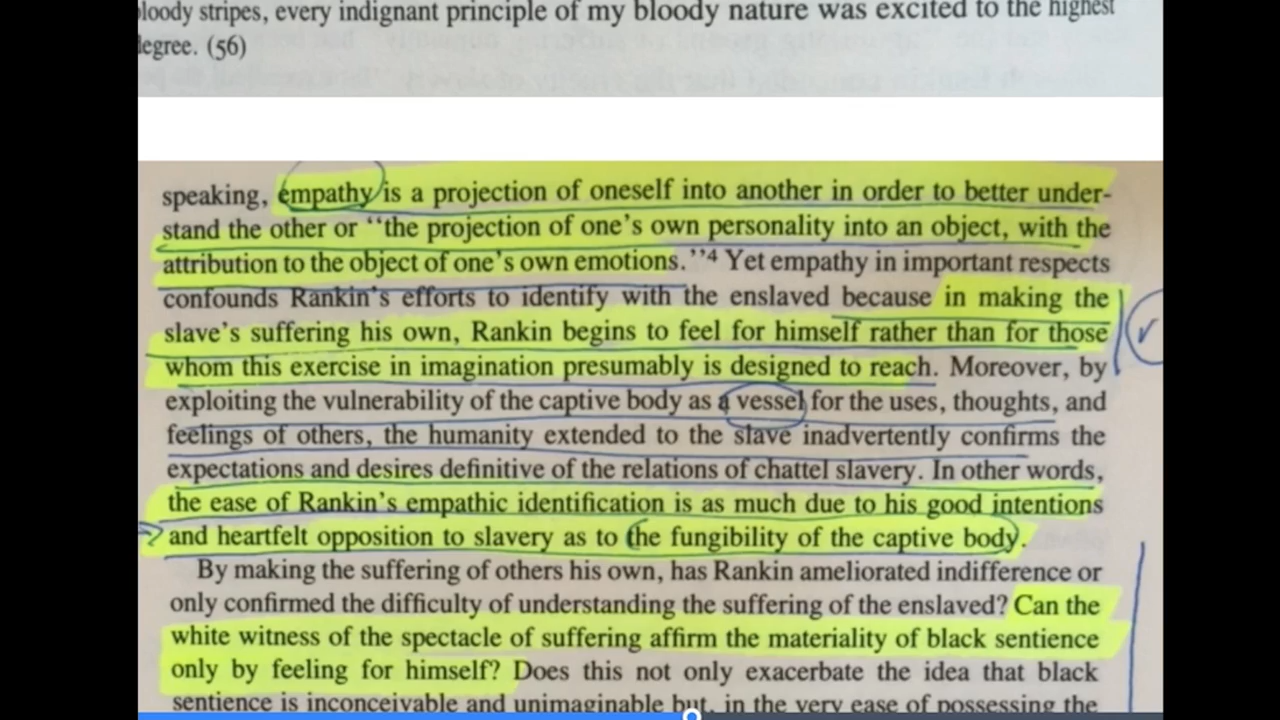 bloody stripes, every indignant principle of my bloody nature was excited to the highest
degree. (56)
speaking, empathy is a projection of oneself into another in order to better under-
stand the other or ‘‘the projection of one’s own personality into an object, with the
attribution to the object of one’s own emotions.’’4 Yet empathy in important respects
confounds Rankin’s efforts to identify with the enslaved because in making the
slave’s suffering his own, Rankin begins to feel for himself rather than for those
whom this exercise in imagination presumably is designed to reach. Moreover, by
exploiting the vulnerability of the captive body as a vessel for the uses, thoughts, and
feelings of others, the humanity extended to the slave inadvertently confirms the
expectations and desires definitive of the relations of chattel slavery. In other words,
the ease of Rankin’s empathic identification is as much due to his good intentions
and heartfelt opposition to slavery as to the fungibility of the captive body.
By making the suffering of others his own, has Rankin ameliorated indifference or
only confirmed the difficulty of understanding the suffering of the enslaved? Can the
white witness of the spectacle of suffering affirm the materiality of black sentience
only by feeling for himself? Does this not only exacerbate the idea that black
sentience is inconceivable and unimaginable but, in the very ease of possessing the